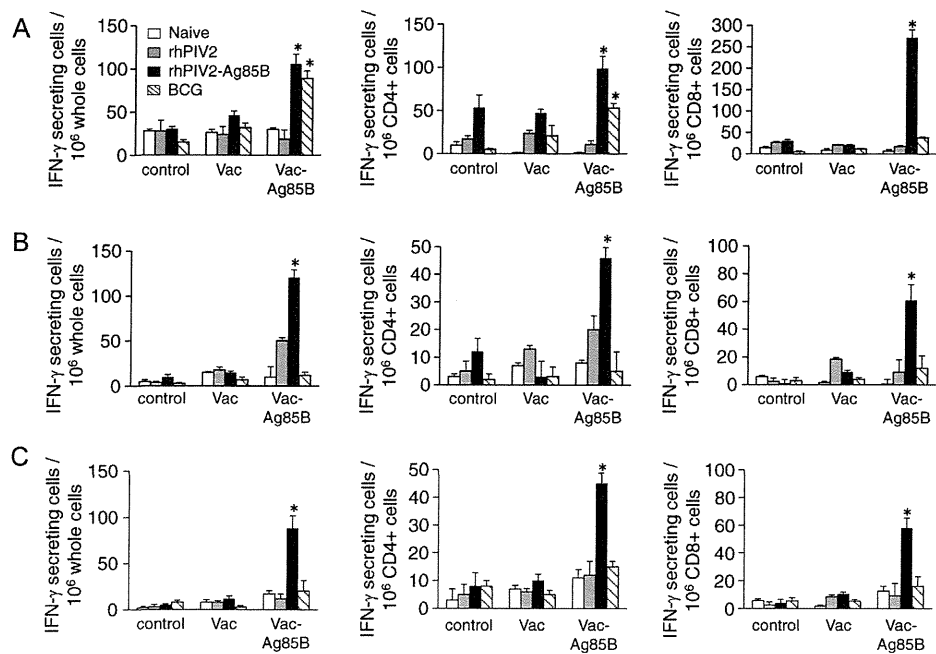 A
IFN-γ secreting cells /
10⁶ whole cells
150
100
50
0
Naive
rhPIV2
rhPIV2-Ag85B
BCG
* *
control Vac Vac-
Ag85B
IFN-γ secreting cells /
10⁶ CD4+ cells
150
100
50
0
* *
control Vac Vac-
Ag85B
IFN-γ secreting cells /
10⁶ CD8+ cells
300
250
200
150
100
50
0
*
control Vac Vac-
Ag85B
B
IFN-γ secreting cells /
10⁶ whole cells
150
100
50
0
*
control Vac Vac-
Ag85B
IFN-γ secreting cells /
10⁶ CD4+ cells
50
40
30
20
10
0
*
control Vac Vac-
Ag85B
IFN-γ secreting cells /
10⁶ CD8+ cells
100
80
60
40
20
0
*
control Vac Vac-
Ag85B
C
IFN-γ secreting cells /
10⁶ whole cells
150
100
50
0
*
control Vac Vac-
Ag85B
IFN-γ secreting cells /
10⁶ CD4+ cells
50
40
30
20
10
0
*
control Vac Vac-
Ag85B
IFN-γ secreting cells /
10⁶ CD8+ cells
100
80
60
40
20
0
*
control Vac Vac-
Ag85B